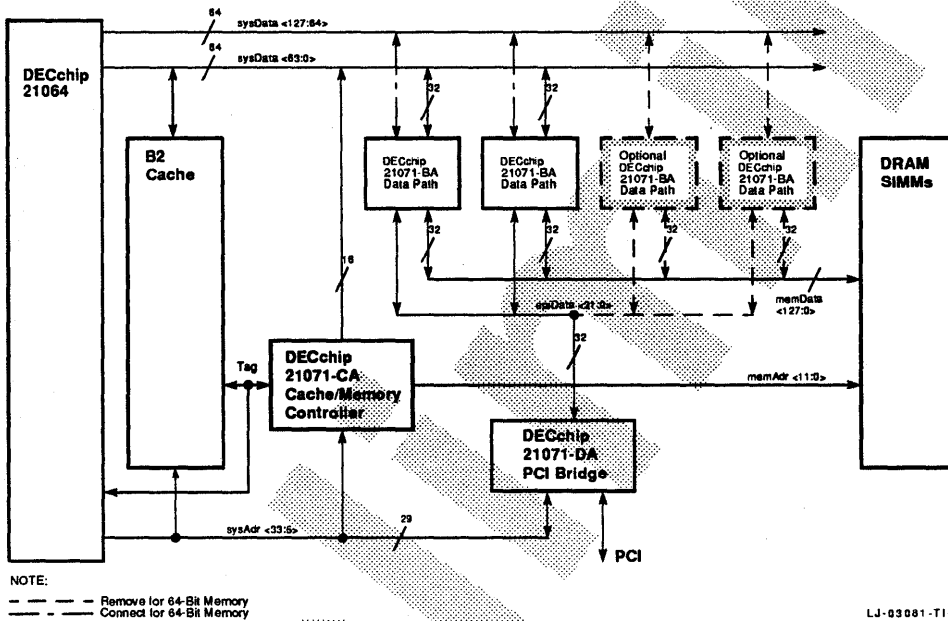 64
sysData <127:64>
64
sysData <63:0>
DECchip
21064
B2
Cache
32
32
DECchip
21071-BA
Data Path
DECchip
21071-BA
Data Path
Optional
DECchip
21071-BA
Data Path
Optional
DECchip
21071-BA
Data Path
DRAM
SIMMs
32
32
32
32
16
memData
<127:0>
epiData <31:0>
32
Tag
DECchip
21071-CA
Cache/Memory
Controller
memAdr <11:0>
DECchip
21071-DA
PCI Bridge
sysAdr <33:5>
29
PCI
NOTE:
Remove for 64-Bit Memory
Connect for 64-Bit Memory
LJ-03081-TI